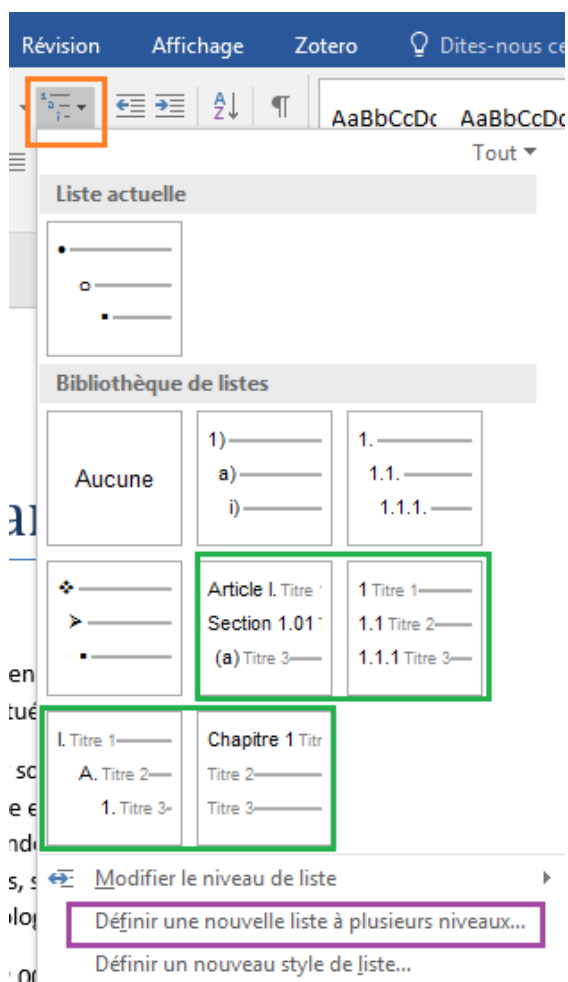 Révision Affichage Zotero Dites-nous ce
AaBbCcDc AaBbCcDc
Tout
Liste actuelle
Bibliothèque de listes
Aucune
1)
a)
i)
1.
1.1.
1.1.1.
Article I. Titre
Section 1.01
(a) Titre 3
1 Titre 1
1.1 Titre 2
1.1.1 Titre 3
I. Titre 1
A. Titre 2
1. Titre 3
Chapitre 1 Titr
Titre 2
Titre 3
Modifier le niveau de liste
Définir une nouvelle liste à plusieurs niveaux...
Définir un nouveau style de liste...